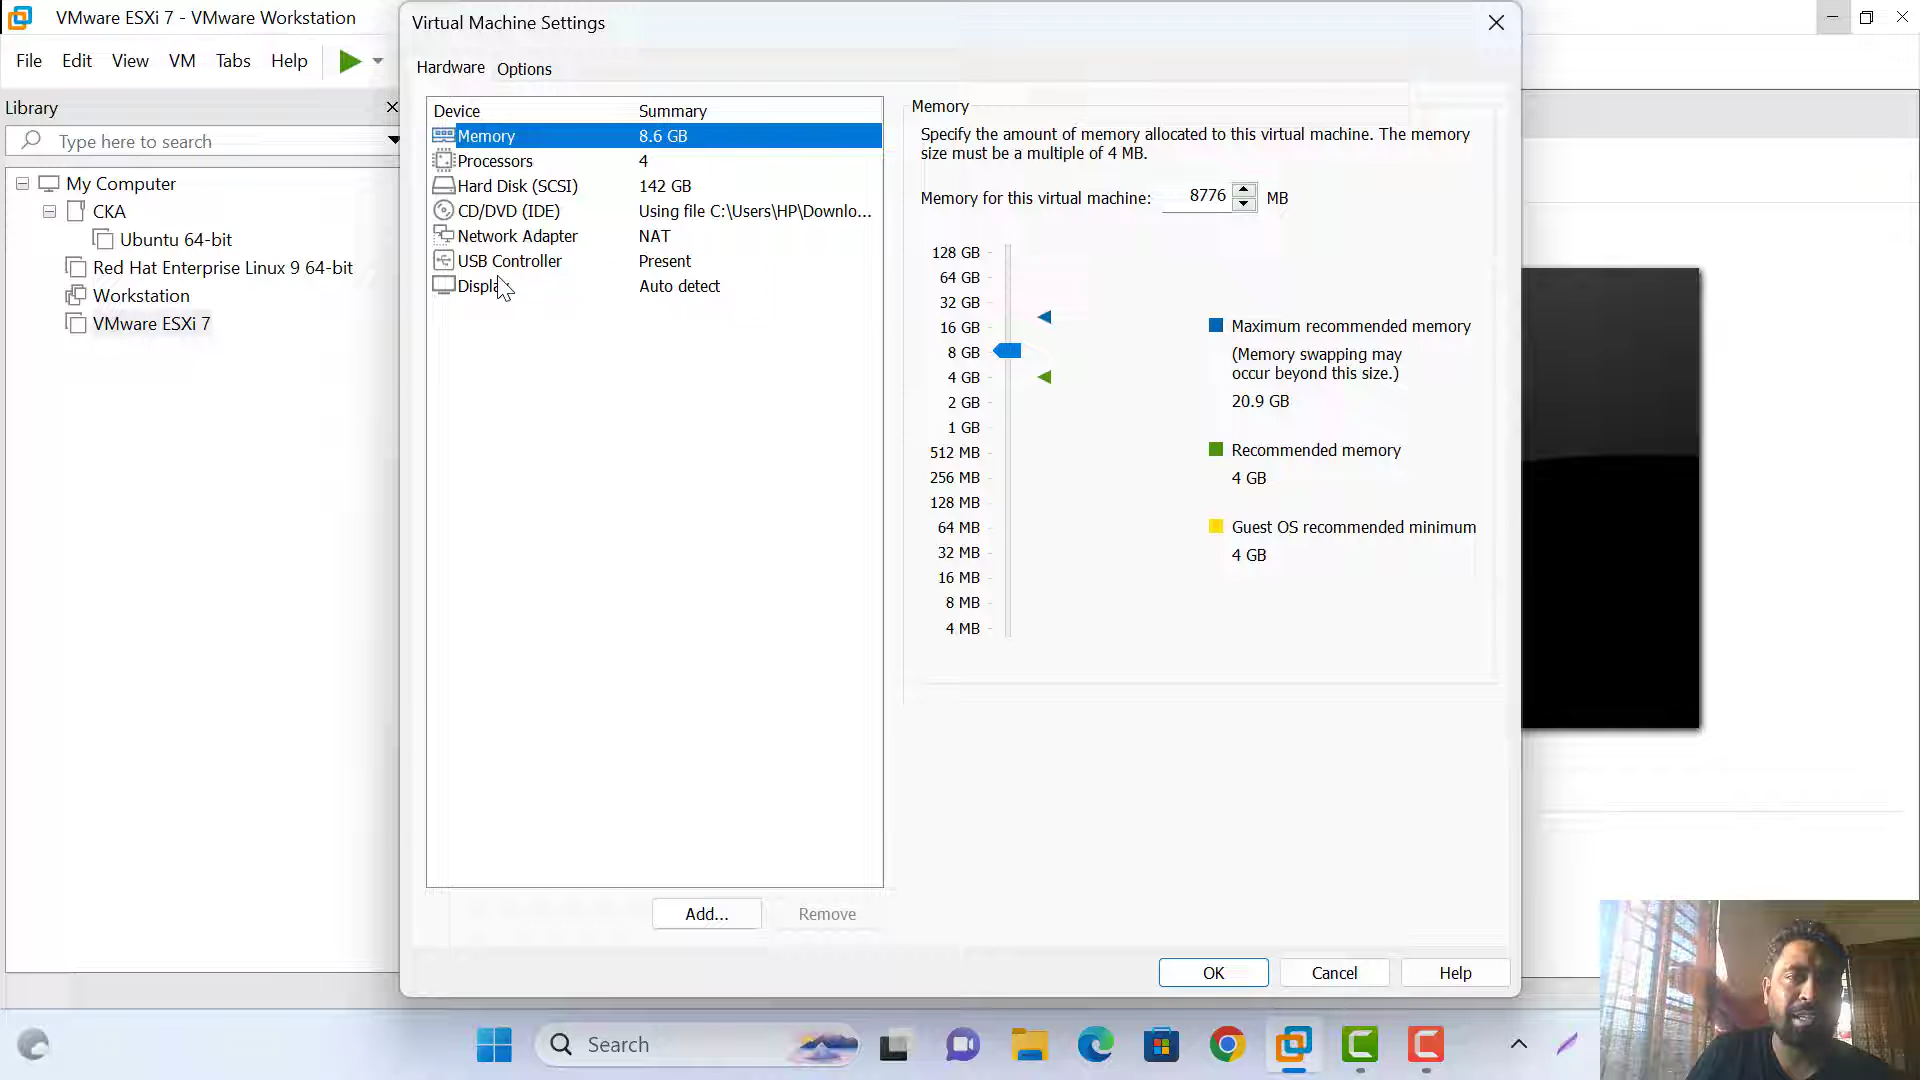 VMware ESXi 7 - VMware Workstation
File Edit View VM Tabs Help
Library
Type here to search
My Computer
CKA
Ubuntu 64-bit
Red Hat Enterprise Linux 9 64-bit
Workstation
VMware ESXi 7
Virtual Machine Settings
Hardware Options
Device Summary
Memory 8.6 GB
Processors 4
Hard Disk (SCSI) 142 GB
CD/DVD (IDE) Using file C:\Users\HP\Downlo...
Network Adapter NAT
USB Controller Present
Display Auto detect
Add... Remove
Memory
Specify the amount of memory allocated to this virtual machine. The memory
size must be a multiple of 4 MB.
Memory for this virtual machine: 8776 MB
128 GB
64 GB
32 GB
16 GB
8 GB
4 GB
2 GB
1 GB
512 MB
256 MB
128 MB
64 MB
32 MB
16 MB
8 MB
4 MB
Maximum recommended memory
(Memory swapping may
occur beyond this size.)
20.9 GB
Recommended memory
4 GB
Guest OS recommended minimum
4 GB
OK Cancel Help
Search